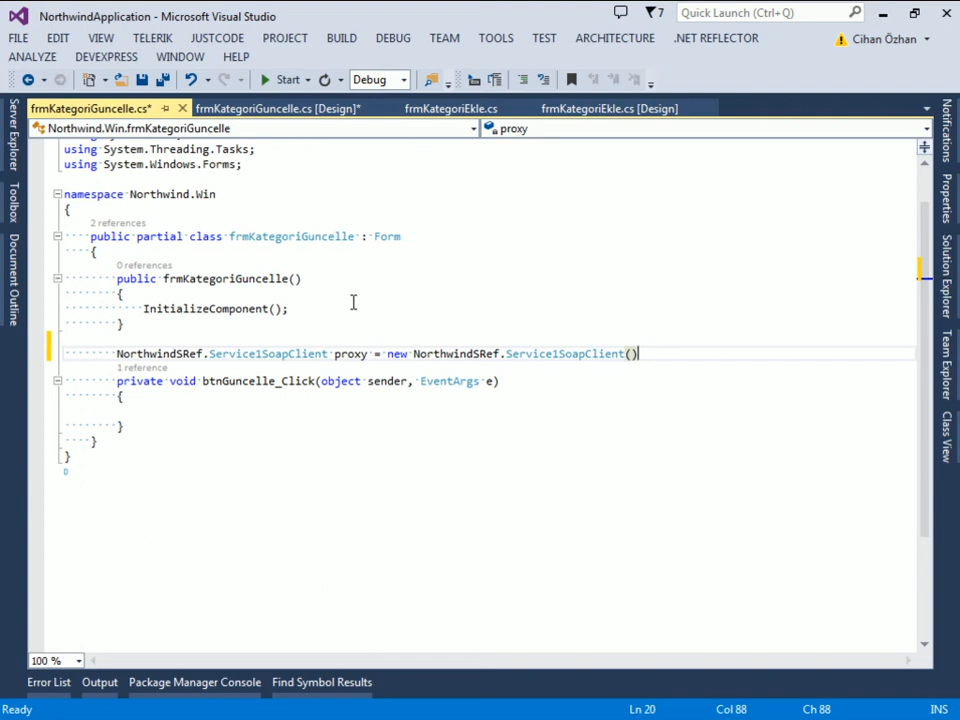 NorthwindApplication - Microsoft Visual Studio
7
Quick Launch (Ctrl+Q)
FILE EDIT VIEW TELERIK JUSTCODE PROJECT BUILD DEBUG TEAM TOOLS TEST ARCHITECTURE .NET REFLECTOR
Cihan Özhan
ANALYZE DEVEXPRESS WINDOW HELP
Start Debug
frmKategoriGuncelle.cs* frmKategoriGuncelle.cs [Design]* frmKategoriEkle.cs frmKategoriEkle.cs [Design]
Northwind.Win.frmKategoriGuncelle proxy
Server Explorer
Toolbox
Document Outline
using System.Threading.Tasks;
using System.Windows.Forms;
namespace Northwind.Win
{
2 references
public partial class frmKategoriGuncelle : Form
{
0 references
public frmKategoriGuncelle()
{
InitializeComponent();
}
NorthwindSRef.Service1SoapClient proxy = new NorthwindSRef.Service1SoapClient()
1 reference
private void btnGuncelle_Click(object sender, EventArgs e)
{
}
}
}
Notifications
Properties
Solution Explorer
Team Explorer
Class View
100 %
Error List Output Package Manager Console Find Symbol Results
Ready Ln 20 Col 88 Ch 88 INS